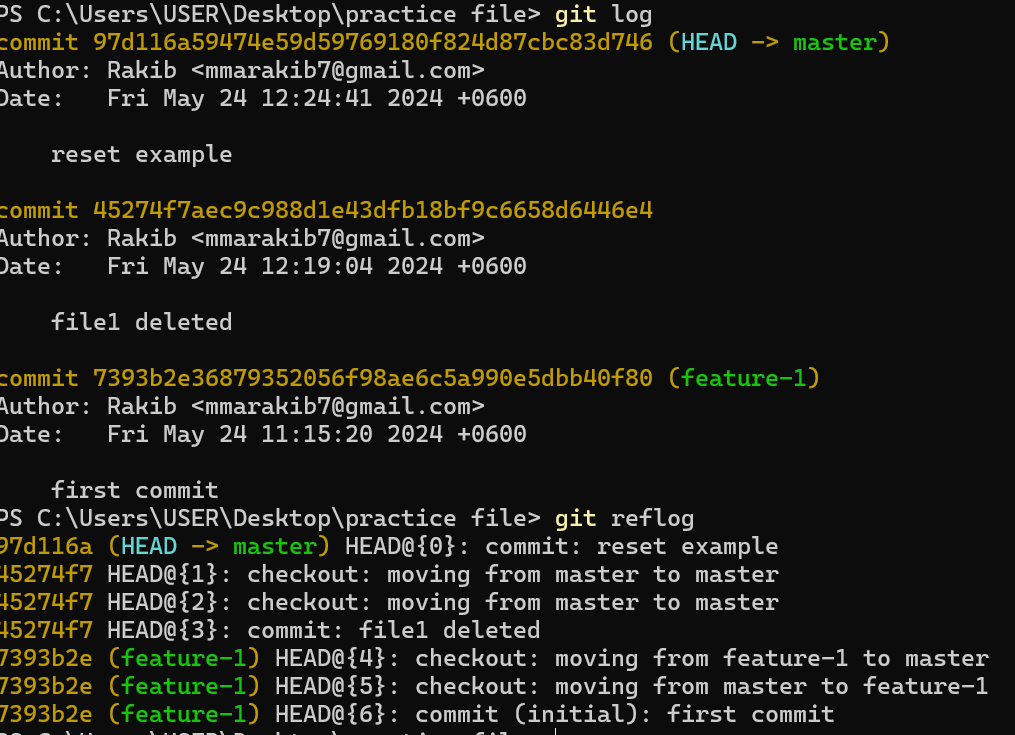 PS C:\Users\USER\Desktop\practice file> git log
commit 97d116a59474e59d59769180f824d87cbc83d746 (HEAD -> master)
Author: Rakib <mmarakib7@gmail.com>
Date:   Fri May 24 12:24:41 2024 +0600
    reset example
commit 45274f7aec9c988d1e43dfb18bf9c6658d6446e4
Author: Rakib <mmarakib7@gmail.com>
Date:   Fri May 24 12:19:04 2024 +0600
    file1 deleted
commit 7393b2e36879352056f98ae6c5a990e5dbb40f80 (feature-1)
Author: Rakib <mmarakib7@gmail.com>
Date:   Fri May 24 11:15:20 2024 +0600
    first commit
PS C:\Users\USER\Desktop\practice file> git reflog
97d116a (HEAD -> master) HEAD@{0}: commit: reset example
45274f7 HEAD@{1}: checkout: moving from master to master
45274f7 HEAD@{2}: checkout: moving from master to master
45274f7 HEAD@{3}: commit: file1 deleted
7393b2e (feature-1) HEAD@{4}: checkout: moving from feature-1 to master
7393b2e (feature-1) HEAD@{5}: checkout: moving from master to feature-1
7393b2e (feature-1) HEAD@{6}: commit (initial): first commit